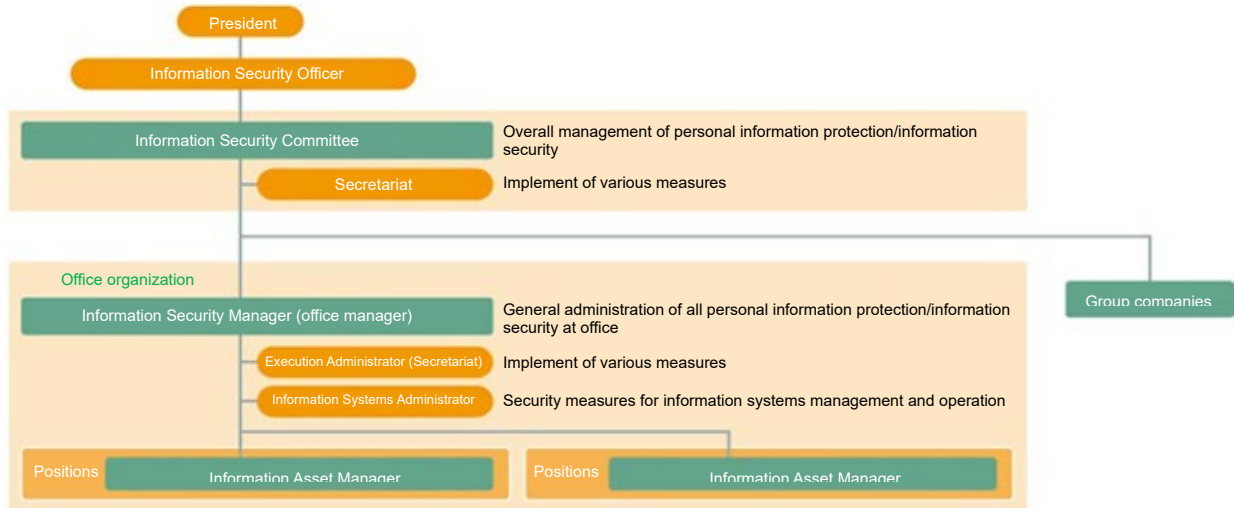 President
Information Security Officer
Information Security Committee
Overall management of personal information protection/information
security
Secretariat
Implement of various measures
Office organization
Information Security Manager (office manager)
General administration of all personal information protection/information
security at office
Group companies
Execution Administrator (Secretariat)
Implement of various measures
Information Systems Administrator
Security measures for information systems management and operation
Positions
Information Asset Manager
Positions
Information Asset Manager